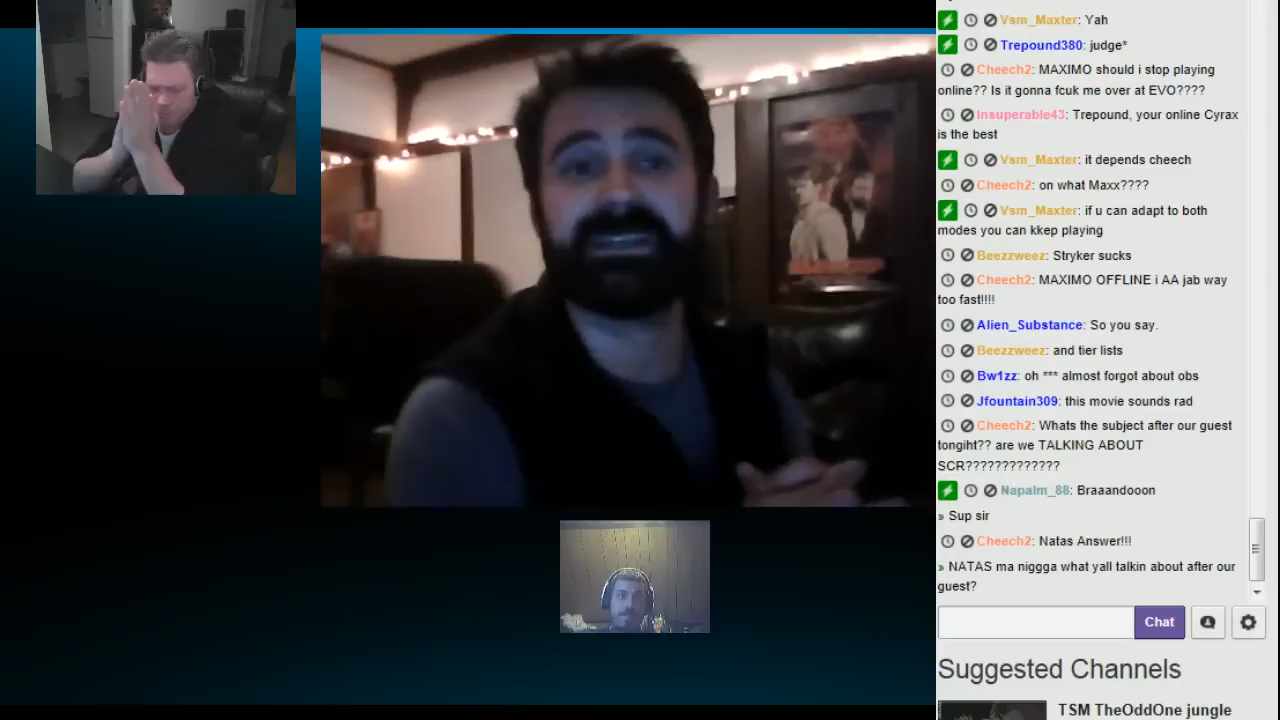 Vsm_Maxter: Yah
Trepound380: judge*
Cheech2: MAXIMO should i stop playing
online?? Is it gonna fcuk me over at EVO????
Insuperable43: Trepound, your online Cyrax
is the best
Vsm_Maxter: it depends cheech
Cheech2: on what Maxx????
Vsm_Maxter: if u can adapt to both
modes you can kkep playing
Beezzweez: Stryker sucks
Cheech2: MAXIMO OFFLINE i AA jab way
too fast!!!!
Alien_Substance: So you say.
Beezzweez: and tier lists
Bw1zz: oh *** almost forgot about obs
Jfountain309: this movie sounds rad
Cheech2: Whats the subject after our guest
tongiht?? are we TALKING ABOUT
SCR?????????????
Napalm_88: Braaandooon
» Sup sir
Cheech2: Natas Answer!!!
» NATAS ma niggga what yall talkin about after our
guest?
Chat
Suggested Channels
TSM TheOddOne jungle